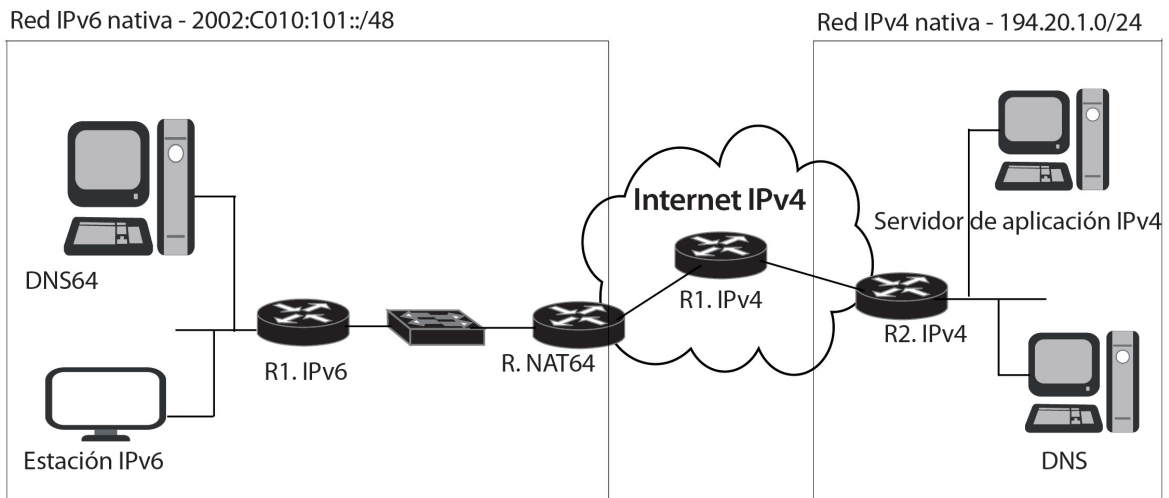 Red IPv6 nativa - 2002:C010:101::/48
Red IPv4 nativa - 194.20.1.0/24
Internet IPv4
Servidor de aplicación IPv4
DNS64
R1. IPv4
R2. IPv4
R1. IPv6
R. NAT64
Estación IPv6
DNS